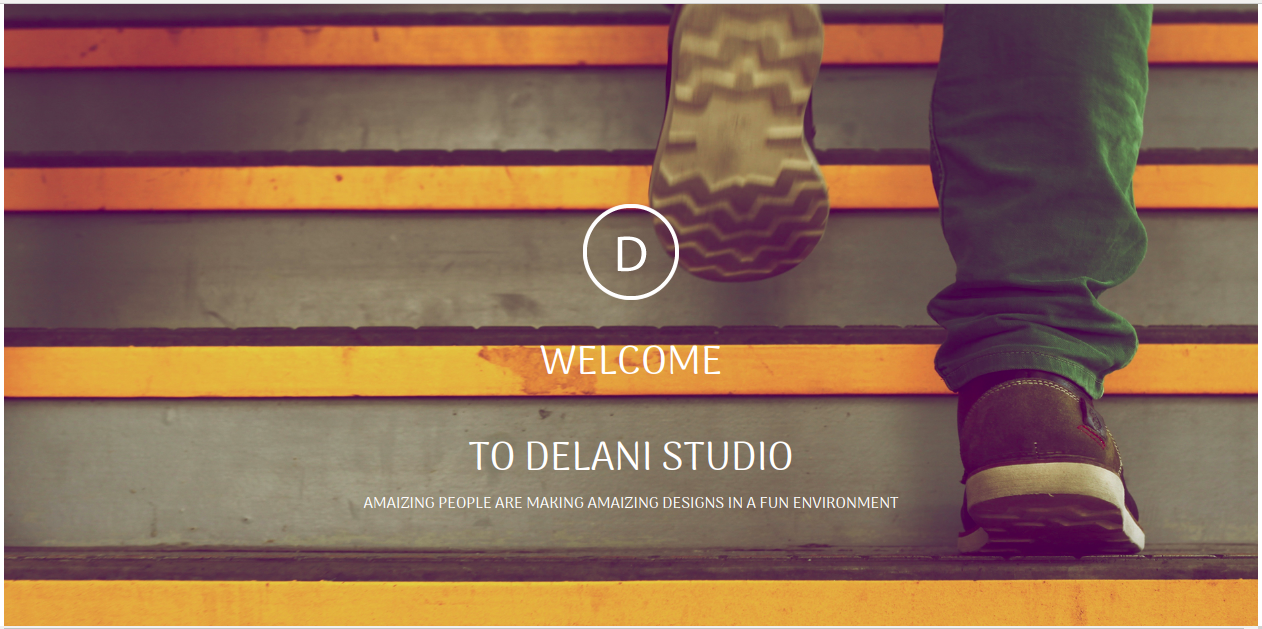 D
WELCOME
TO DELANI STUDIO
AMAIZING PEOPLE ARE MAKING AMAIZING DESIGNS IN A FUN ENVIRONMENT